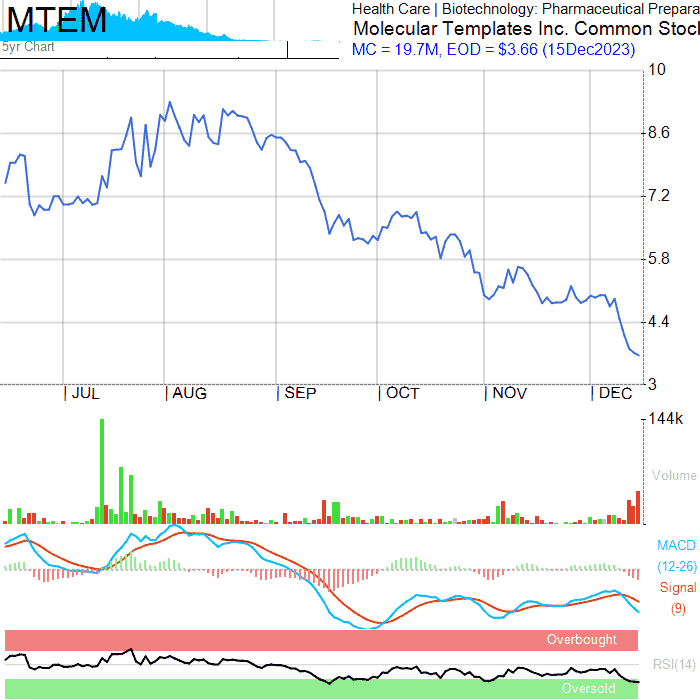 MTEM
5yr Chart
Health Care | Biotechnology: Pharmaceutical Prepara
Molecular Templates Inc. Common Stoc
MC = 19.7M, EOD = $3.66 (15Dec2023)
10
8.6
7.2
5.8
4.4
3
JUL AUG SEP OCT NOV DEC
144k
Volume
MACD
(12-26)
Signal
(9)
Overbought
RSI(14)
Oversold